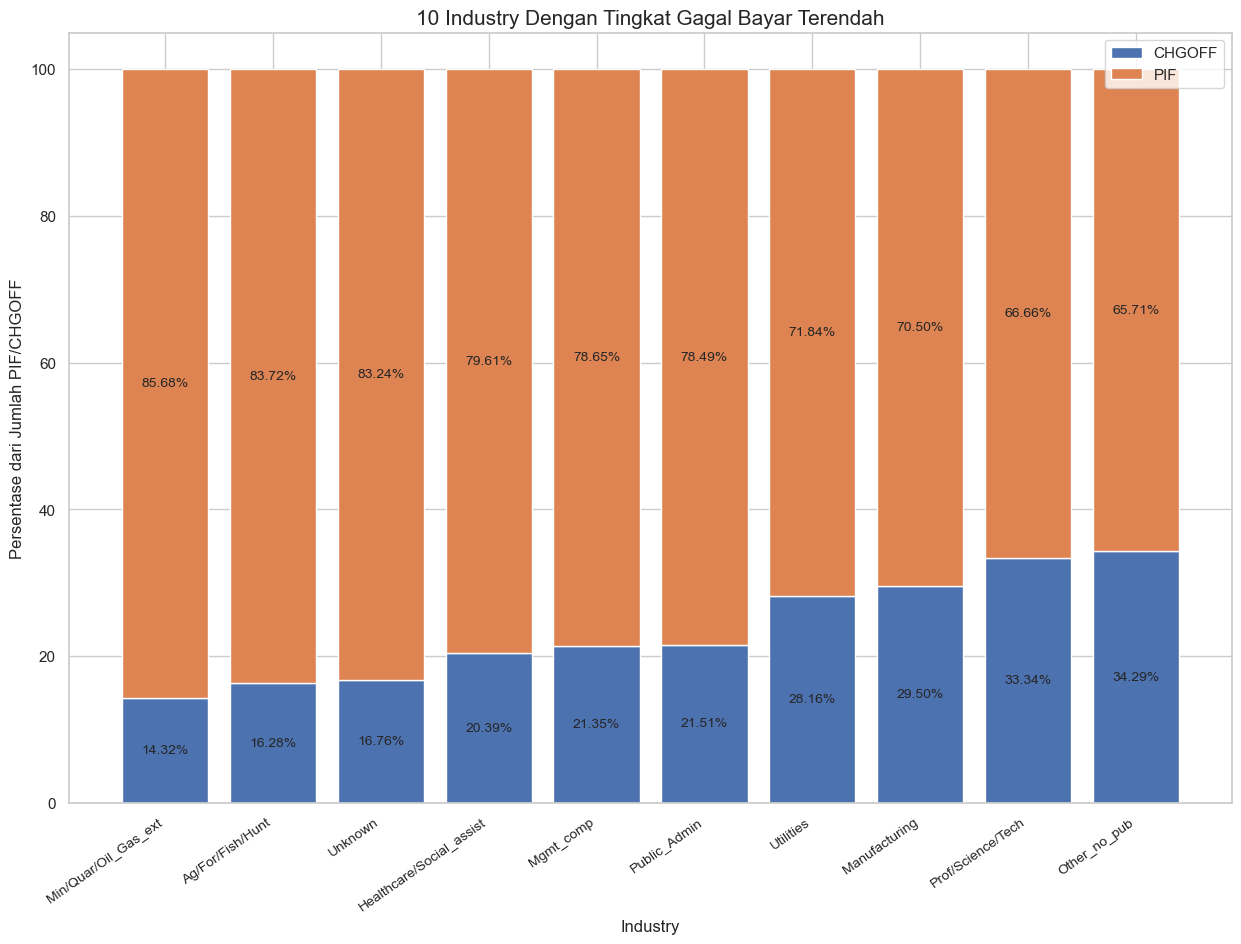 10 Industry Dengan Tingkat Gagal Bayar Terendah
CHGOFF
PIF
Persentase dari Jumlah PIF/CHGOFF
100
80
60
40
20
0
85.68%
83.72%
83.24%
79.61%
78.65%
78.49%
71.84%
70.50%
66.66%
65.71%
14.32%
16.28%
16.76%
20.39%
21.35%
21.51%
28.16%
29.50%
33.34%
34.29%
Min/Quar/Oil_Gas_ext
Ag/For/Fish/Hunt
Unknown
Healthcare/Social_assist
Mgmt_comp
Public_Admin
Utilities
Manufacturing
Prof/Science/Tech
Other_no_pub
Industry